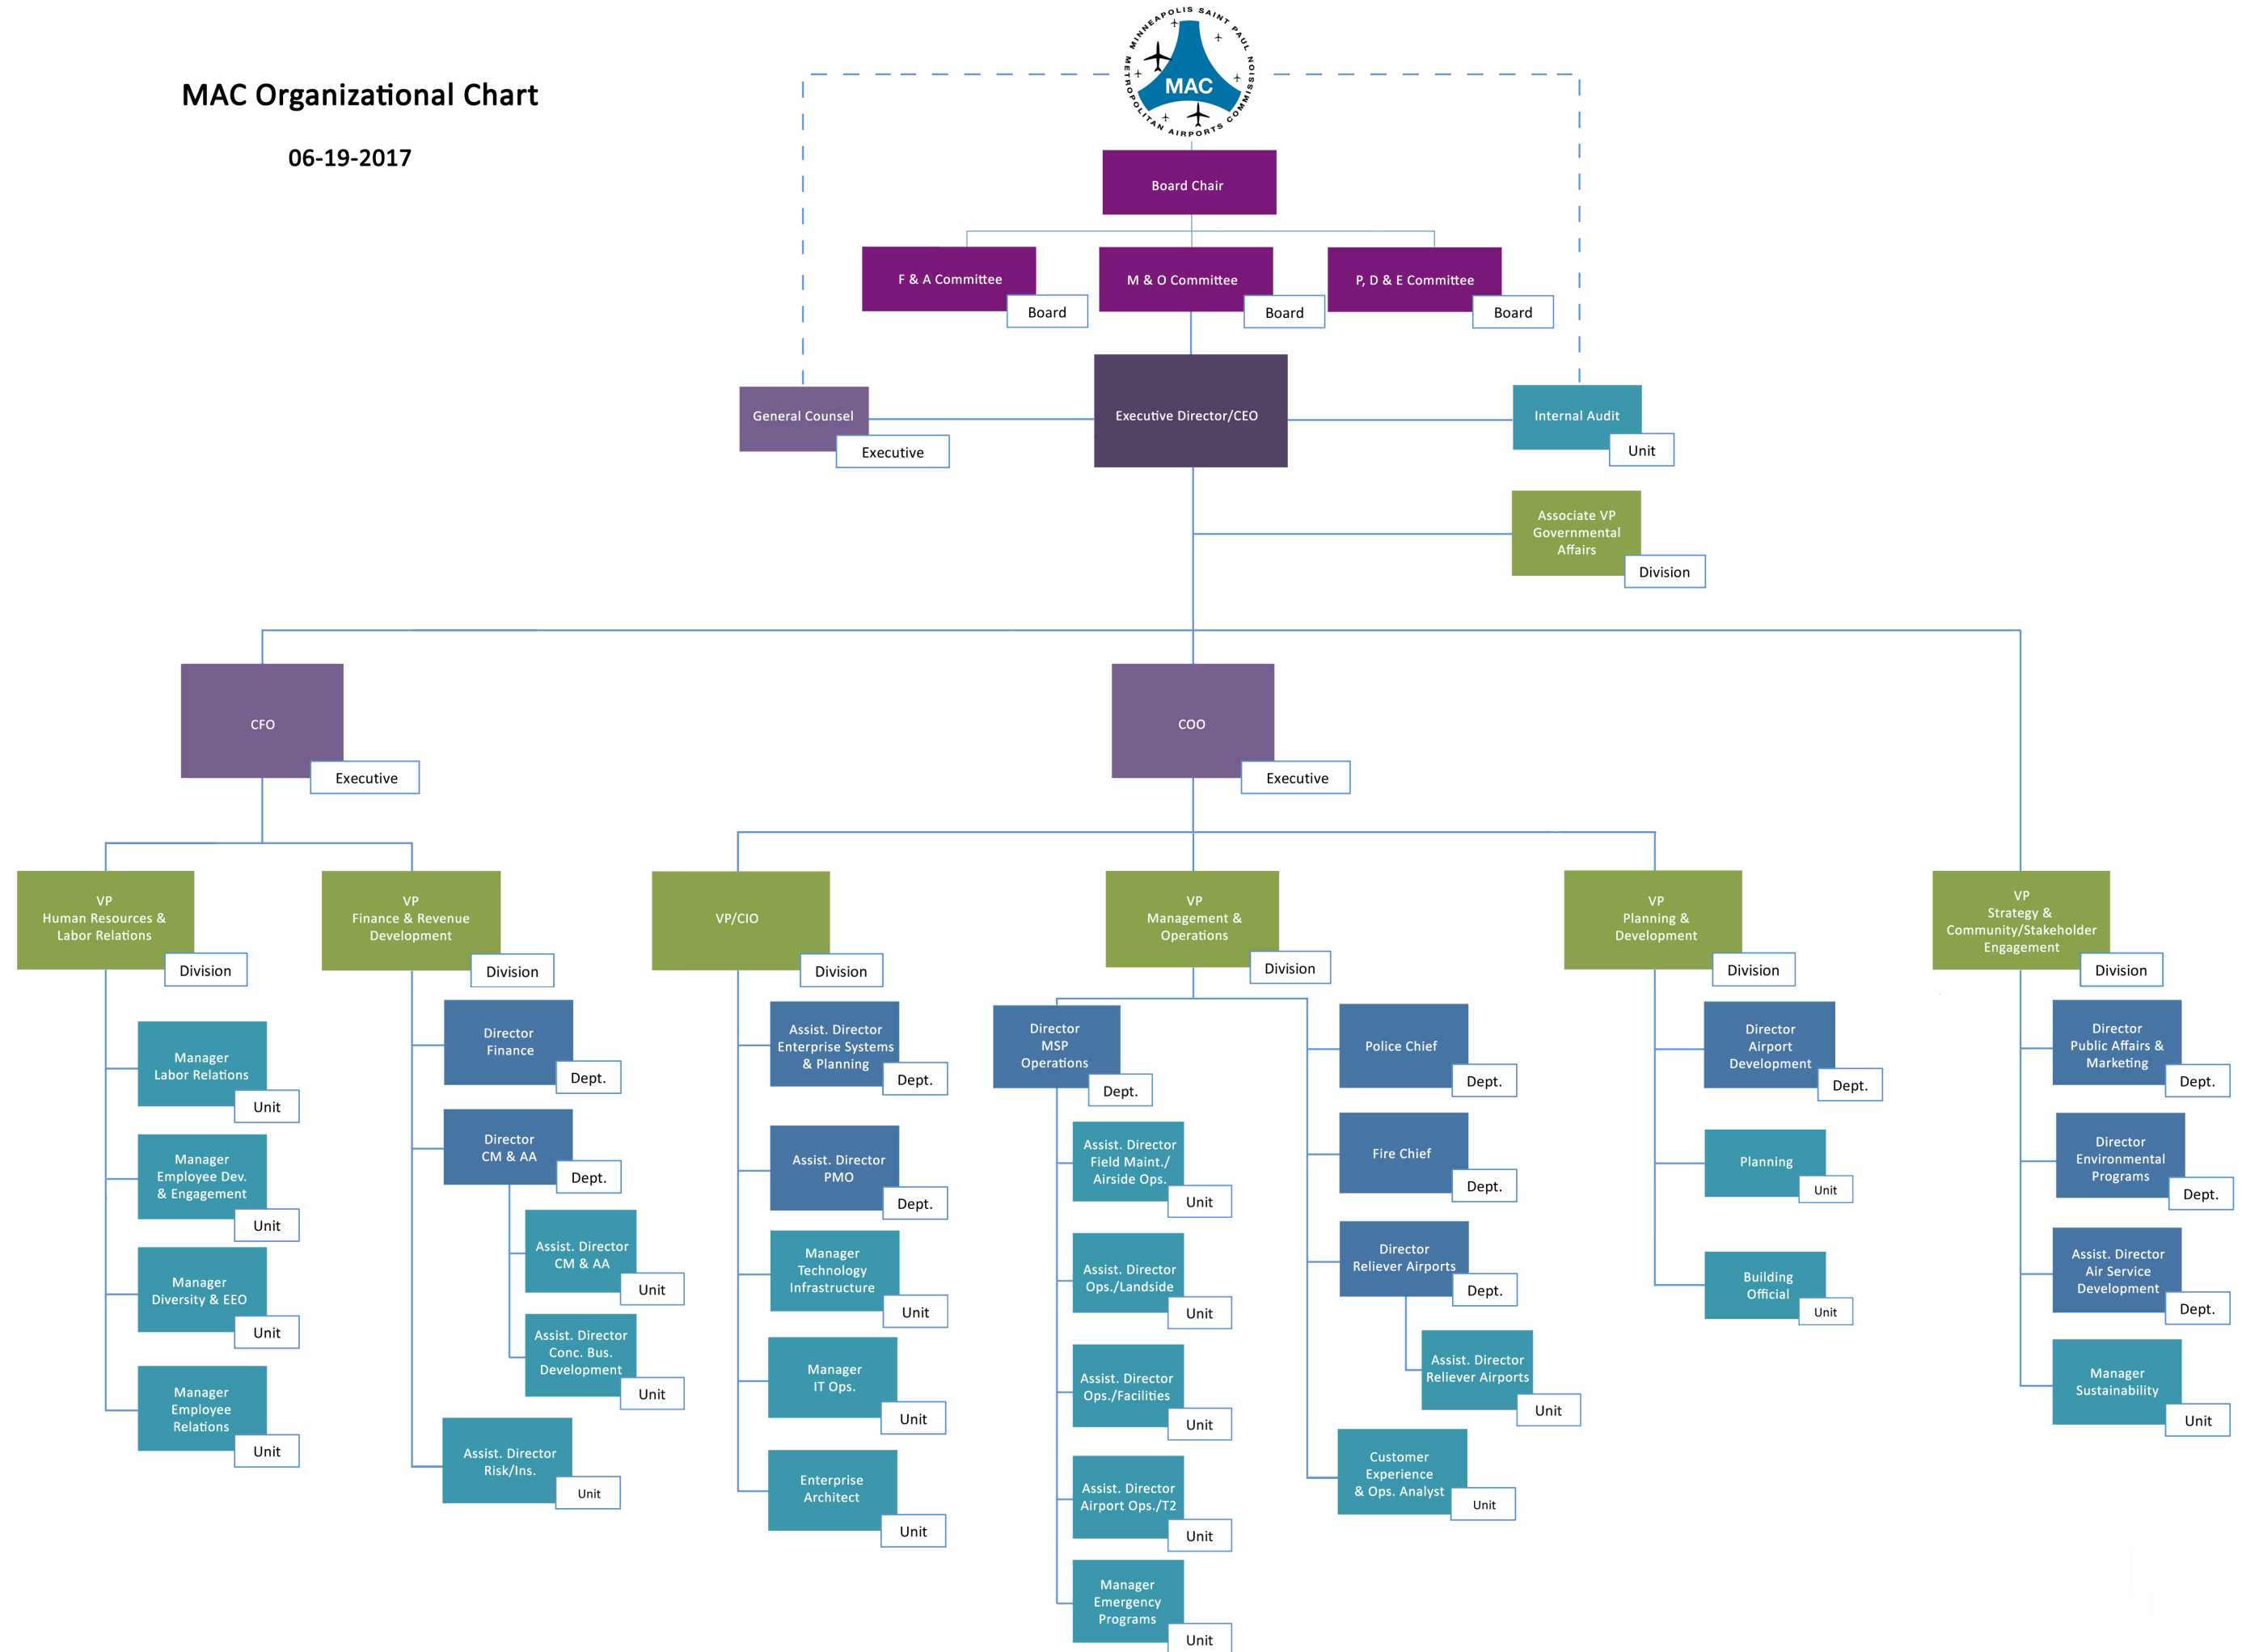 MINNEAPOLIS SAINT PAUL
METROPOLITAN AIRPORTS COMMISSION
MAC
MAC Organizational Chart
06-19-2017
Board Chair
F & A Committee
Board
M & O Committee
Board
P, D & E Committee
Board
General Counsel
Executive
Executive Director/CEO
Internal Audit
Unit
Associate VP
Governmental
Affairs
Division
CFO
Executive
COO
Executive
VP
Human Resources &
Labor Relations
Division
VP
Finance & Revenue
Development
Division
VP/CIO
Division
VP
Management &
Operations
Division
VP
Planning &
Development
Division
VP
Strategy &
Community/Stakeholder
Engagement
Division
Manager
Labor Relations
Unit
Manager
Employee Dev.
& Engagement
Unit
Manager
Diversity & EEO
Unit
Manager
Employee
Relations
Unit
Director
Finance
Dept.
Director
CM & AA
Dept.
Assist. Director
CM & AA
Unit
Assist. Director
Conc. Bus.
Development
Unit
Assist. Director
Risk/Ins.
Unit
Assist. Director
Enterprise Systems
& Planning
Dept.
Assist. Director
PMO
Dept.
Manager
Technology
Infrastructure
Unit
Manager
IT Ops.
Unit
Enterprise
Architect
Unit
Director
MSP
Operations
Dept.
Assist. Director
Field Maint./
Airside Ops.
Unit
Assist. Director
Ops./Landside
Unit
Assist. Director
Ops./Facilities
Unit
Assist. Director
Airport Ops./T2
Unit
Manager
Emergency
Programs
Unit
Police Chief
Dept.
Fire Chief
Dept.
Director
Reliever Airports
Dept.
Assist. Director
Reliever Airports
Unit
Customer
Experience
& Ops. Analyst
Unit
Director
Airport
Development
Dept.
Planning
Unit
Building
Official
Unit
Director
Public Affairs &
Marketing
Dept.
Director
Environmental
Programs
Dept.
Assist. Director
Air Service
Development
Dept.
Manager
Sustainability
Unit